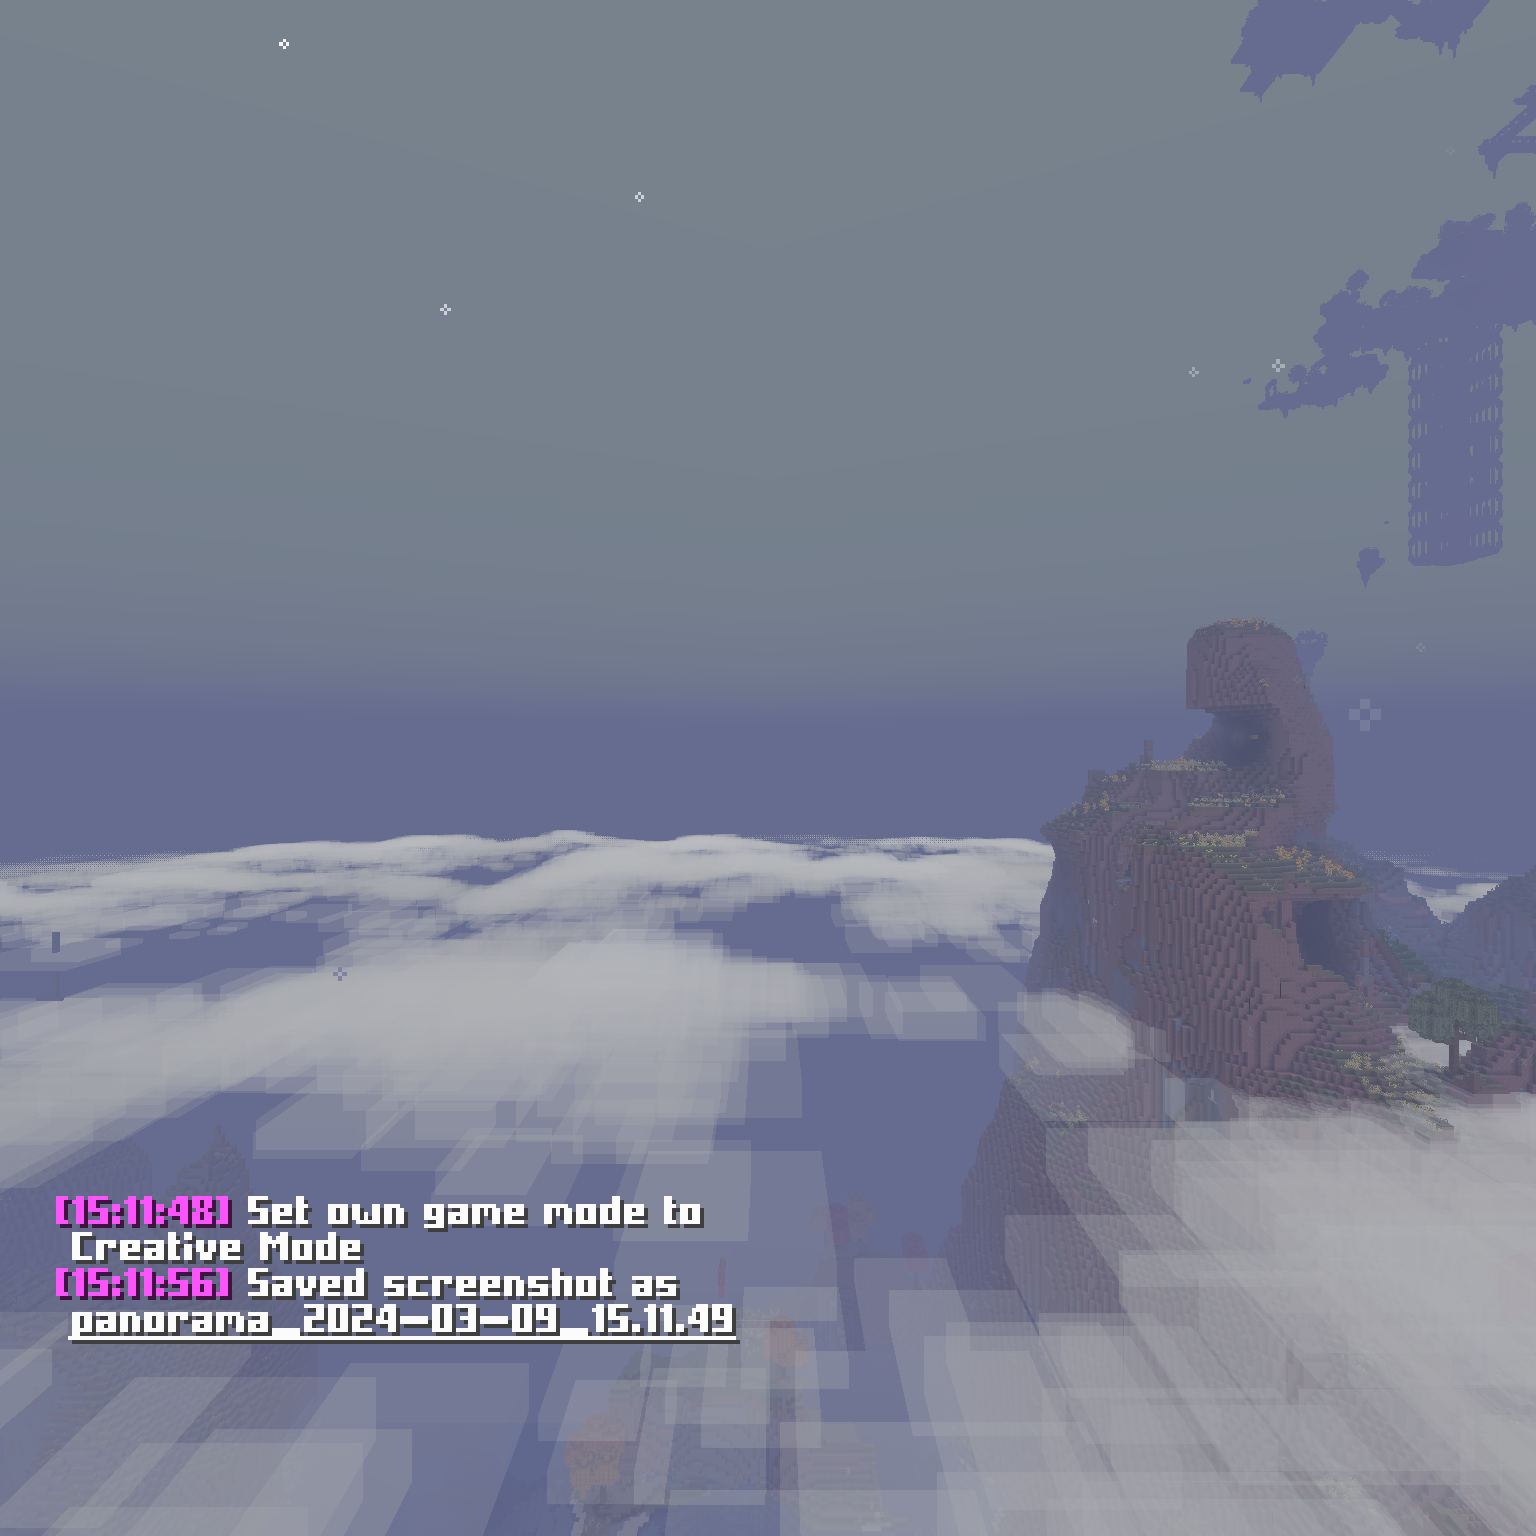 [15:11:48] Set own game mode to
Creative Mode
[15:11:56] Saved screenshot as
panorama_2024-03-09_15.11.49